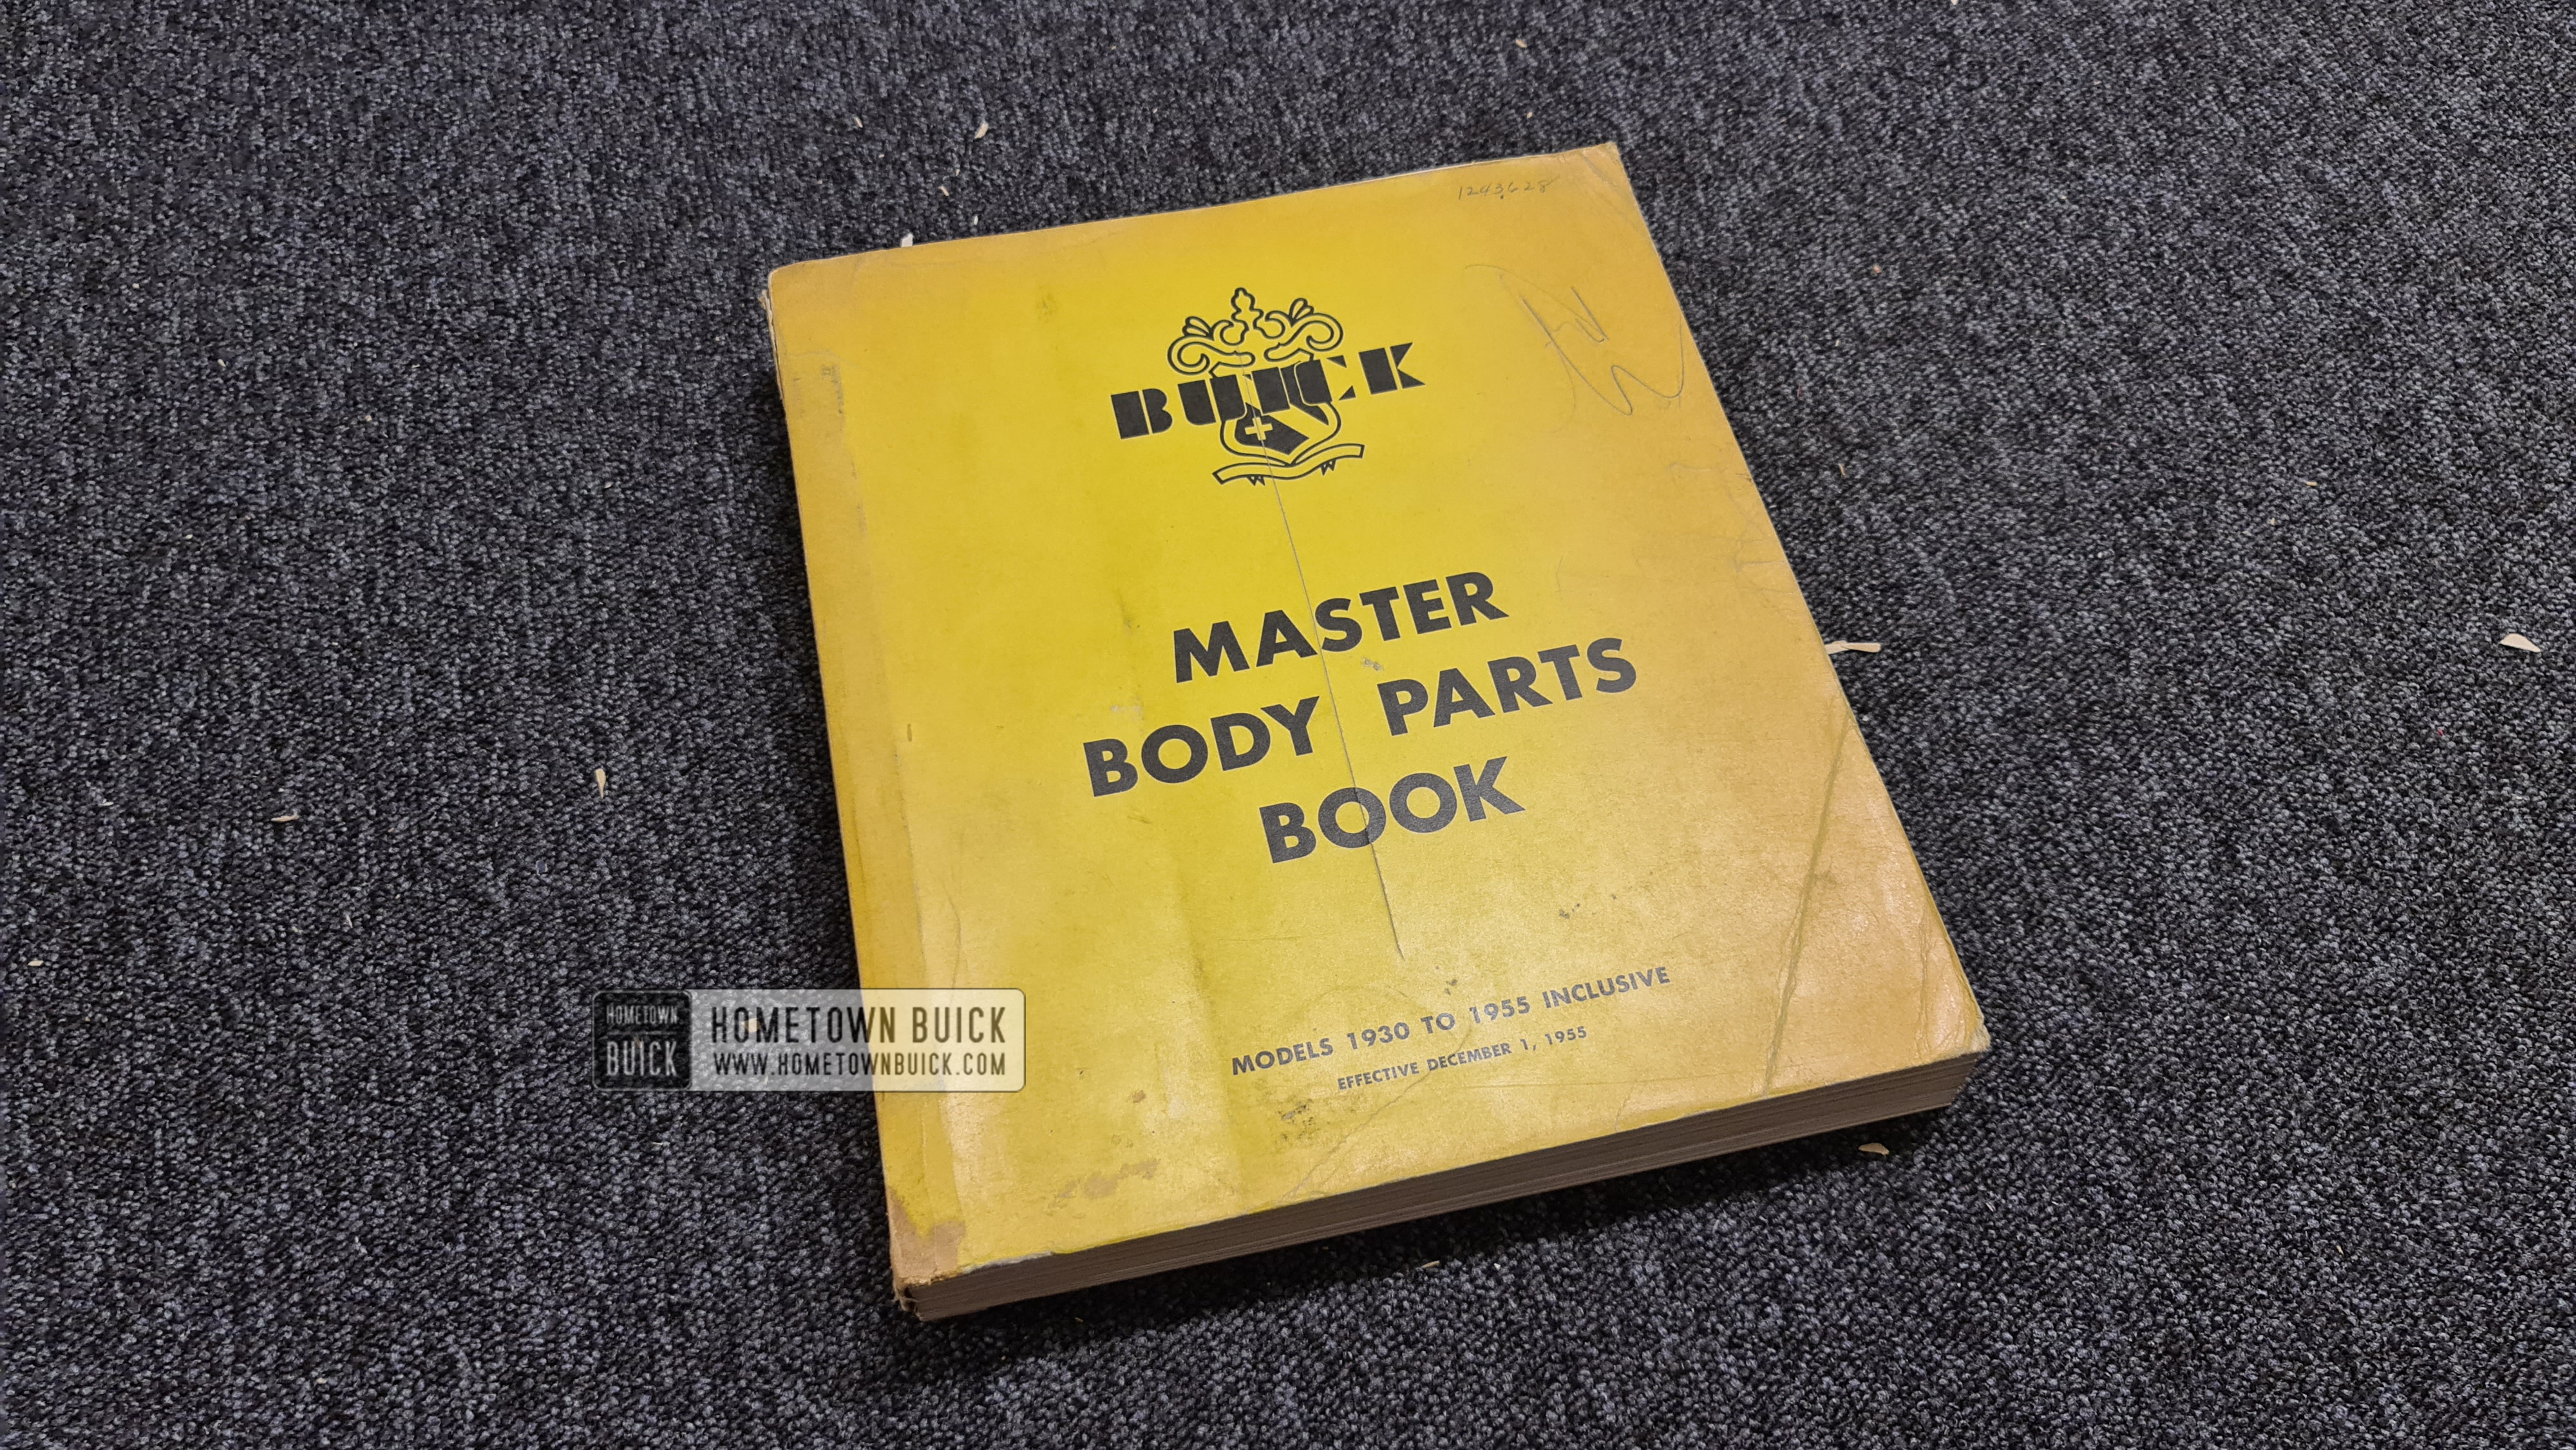 1243628
BUICK
MASTER
BODY PARTS
BOOK
MODELS 1930 TO 1955 INCLUSIVE
EFFECTIVE DECEMBER 1, 1955
HOMETOWN
BUICK
HOMETOWN BUICK
WWW.HOMETOWNBUICK.COM